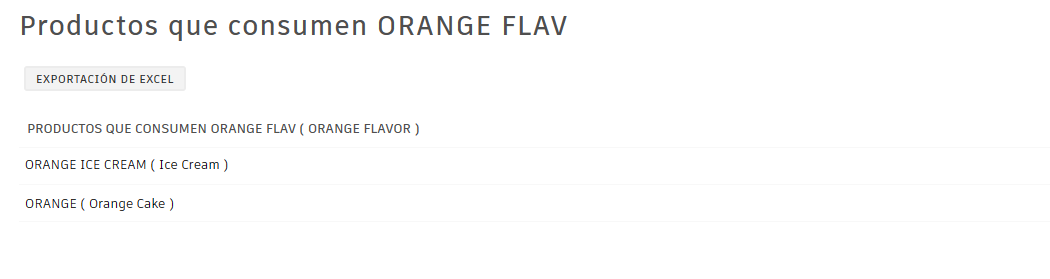 Productos que consumen ORANGE FLAV
EXPORTACIÓN DE EXCEL
PRODUCTOS QUE CONSUMEN ORANGE FLAV ( ORANGE FLAVOR )
ORANGE ICE CREAM ( Ice Cream )
ORANGE ( Orange Cake )